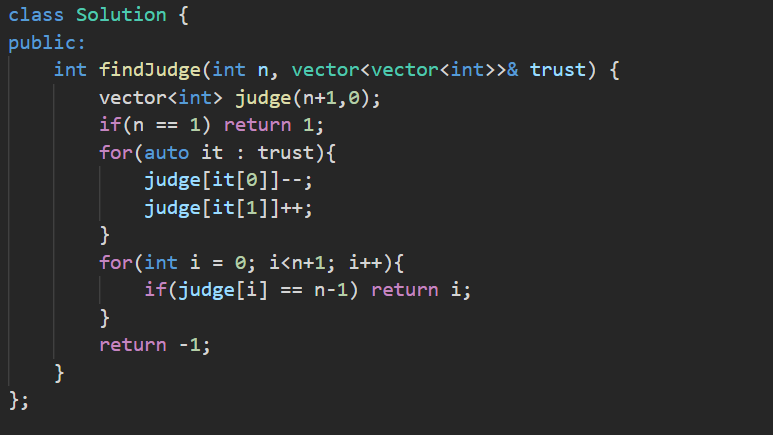 class Solution {
public:
    int findJudge(int n, vector<vector<int>>& trust) {
        vector<int> judge(n+1,0);
        if(n == 1) return 1;
        for(auto it : trust){
            judge[it[0]]--;
            judge[it[1]]++;
        }
        for(int i = 0; i<n+1; i++){
            if(judge[i] == n-1) return i;
        }
        return -1;
    }
};